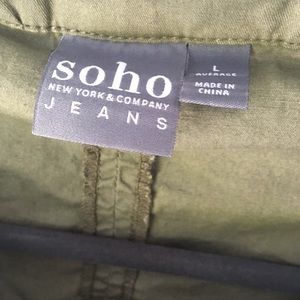 soho
NEW YORK & COMPANY
JEANS
L
AVERAGE
MADE IN
CHINA